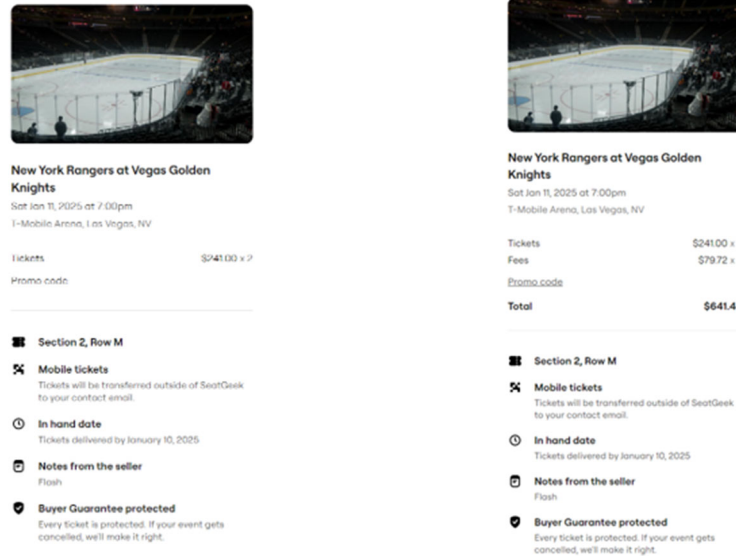 New York Rangers at Vegas Golden
Knights
Sat Jan 11, 2025 at 7:00pm
T-Mobile Arena, Las Vegas, NV
Tickets $241.00 x 2
Promo code
Section 2, Row M
Mobile tickets
Tickets will be transferred outside of SeatGeek
to your contact email.
In hand date
Tickets delivered by January 10, 2025
Notes from the seller
Flash
Buyer Guarantee protected
Every ticket is protected. If your event gets
cancelled, we'll make it right.
New York Rangers at Vegas Golden
Knights
Sat Jan 11, 2025 at 7:00pm
T-Mobile Arena, Las Vegas, NV
Tickets $241.00 x
Fees $79.72 x
Promo code
Total $641.4
Section 2, Row M
Mobile tickets
Tickets will be transferred outside of SeatGeek
to your contact email.
In hand date
Tickets delivered by January 10, 2025
Notes from the seller
Flash
Buyer Guarantee protected
Every ticket is protected. If your event gets
cancelled, we'll make it right.